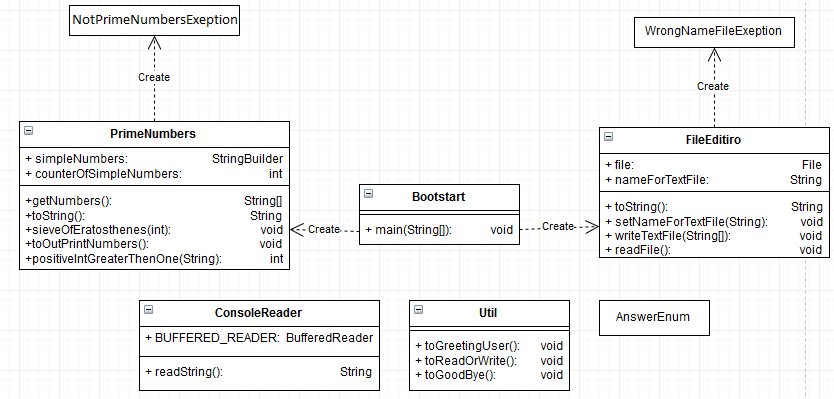 NotPrimeNumbersExeption
WrongNameFileExeption
Create
Create
PrimeNumbers
+ simpleNumbers: StringBuilder
+ counterOfSimpleNumbers: int
+getNumbers(): String[]
+toString(): String
+sieveOfEratosthenes(int): void
+toOutPrintNumbers(): void
+positiveIntGreaterThenOne(String): int
Create
Bootstart
+ main(String[]): void
Create
FileEditiro
+ file: File
+ nameForTextFile: String
+ toString(): String
+ setNameForTextFile(String): void
+ writeTextFile(String[]): void
+ readFile(): void
ConsoleReader
+ BUFFERED_READER: BufferedReader
+ readString(): String
Util
+ toGreetingUser(): void
+ toReadOrWrite(): void
+ toGoodBye(): void
AnswerEnum